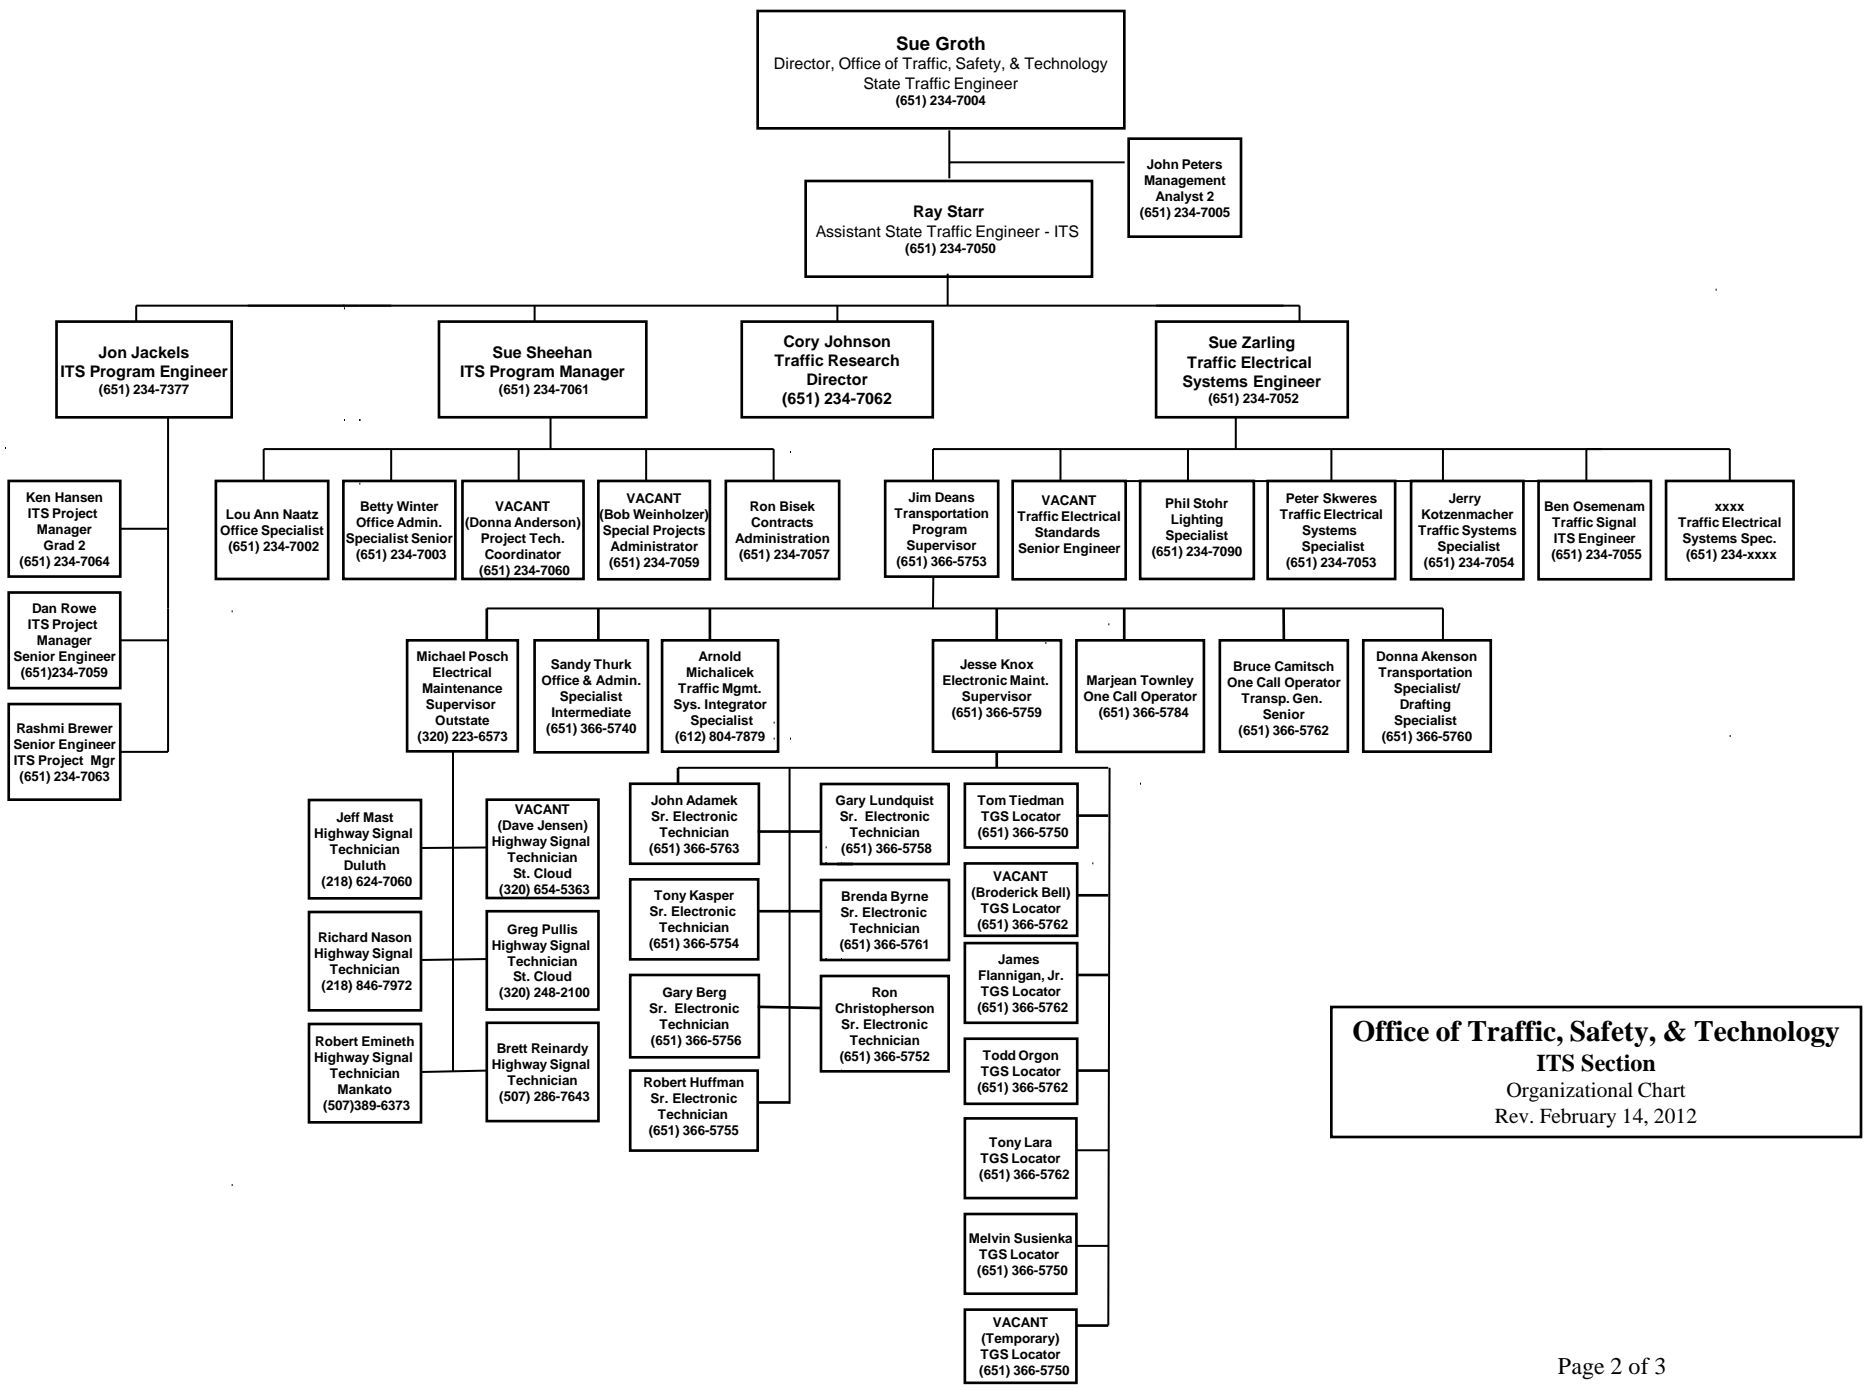 Sue Groth
Director, Office of Traffic, Safety, & Technology
State Traffic Engineer
(651) 234-7004
John Peters
Management
Analyst 2
(651) 234-7005
Ray Starr
Assistant State Traffic Engineer - ITS
(651) 234-7050
Jon Jackels
ITS Program Engineer
(651) 234-7377
Sue Sheehan
ITS Program Manager
(651) 234-7061
Cory Johnson
Traffic Research
Director
(651) 234-7062
Sue Zarling
Traffic Electrical
Systems Engineer
(651) 234-7052
Ken Hansen
ITS Project
Manager
Grad 2
(651) 234-7064
Dan Rowe
ITS Project
Manager
Senior Engineer
(651)234-7059
Rashmi Brewer
Senior Engineer
ITS Project Mgr
(651) 234-7063
Lou Ann Naatz
Office Specialist
(651) 234-7002
Betty Winter
Office Admin.
Specialist Senior
(651) 234-7003
VACANT
(Donna Anderson)
Project Tech.
Coordinator
(651) 234-7060
VACANT
(Bob Weinholzer)
Special Projects
Administrator
(651) 234-7059
Ron Bisek
Contracts
Administration
(651) 234-7057
Jim Deans
Transportation
Program
Supervisor
(651) 366-5753
VACANT
Traffic Electrical
Standards
Senior Engineer
Phil Stohr
Lighting
Specialist
(651) 234-7090
Peter Skweres
Traffic Electrical
Systems
Specialist
(651) 234-7053
Jerry
Kotzenmacher
Traffic Systems
Specialist
(651) 234-7054
Ben Osemenam
Traffic Signal
ITS Engineer
(651) 234-7055
xxxx
Traffic Electrical
Systems Spec.
(651) 234-xxxx
Michael Posch
Electrical
Maintenance
Supervisor
Outstate
(320) 223-6573
Sandy Thurk
Office & Admin.
Specialist
Intermediate
(651) 366-5740
Arnold
Michalicek
Traffic Mgmt.
Sys. Integrator
Specialist
(612) 804-7879
Jesse Knox
Electronic Maint.
Supervisor
(651) 366-5759
Marjean Townley
One Call Operator
(651) 366-5784
Bruce Camitsch
One Call Operator
Transp. Gen.
Senior
(651) 366-5762
Donna Akenson
Transportation
Specialist/
Drafting
Specialist
(651) 366-5760
Jeff Mast
Highway Signal
Technician
Duluth
(218) 624-7060
VACANT
(Dave Jensen)
Highway Signal
Technician
St. Cloud
(320) 654-5363
Richard Nason
Highway Signal
Technician
(218) 846-7972
Greg Pullis
Highway Signal
Technician
St. Cloud
(320) 248-2100
Robert Emineth
Highway Signal
Technician
Mankato
(507)389-6373
Brett Reinardy
Highway Signal
Technician
(507) 286-7643
John Adamek
Sr. Electronic
Technician
(651) 366-5763
Gary Lundquist
Sr. Electronic
Technician
(651) 366-5758
Tony Kasper
Sr. Electronic
Technician
(651) 366-5754
Brenda Byrne
Sr. Electronic
Technician
(651) 366-5761
Gary Berg
Sr. Electronic
Technician
(651) 366-5756
Ron
Christopherson
Sr. Electronic
Technician
(651) 366-5752
Robert Huffman
Sr. Electronic
Technician
(651) 366-5755
Tom Tiedman
TGS Locator
(651) 366-5750
VACANT
(Broderick Bell)
TGS Locator
(651) 366-5762
James
Flannigan, Jr.
TGS Locator
(651) 366-5762
Todd Orgon
TGS Locator
(651) 366-5762
Tony Lara
TGS Locator
(651) 366-5762
Melvin Susienka
TGS Locator
(651) 366-5750
VACANT
(Temporary)
TGS Locator
(651) 366-5750
Office of Traffic, Safety, & Technology
ITS Section
Organizational Chart
Rev. February 14, 2012
Page 2 of 3